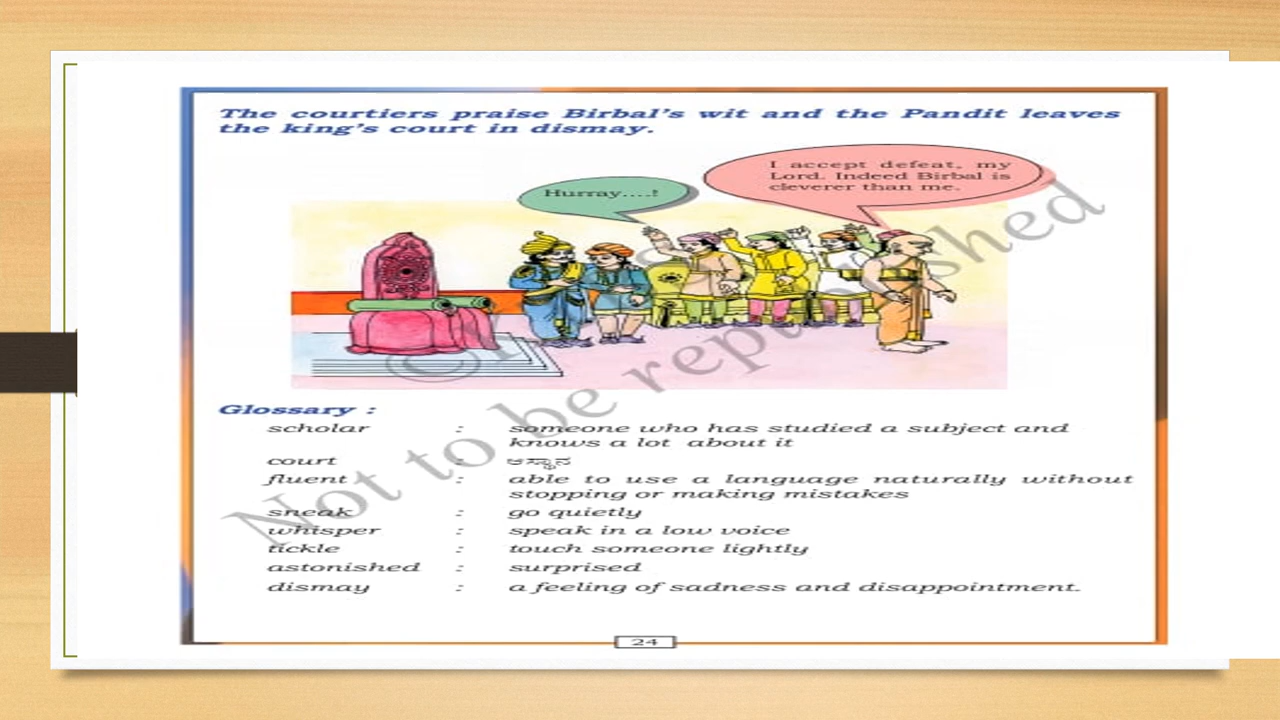 The courtiers praise Birbal's wit and the Pandit leaves
the king's court in dismay.
I accept defeat, my
Lord. Indeed Birbal is
cleverer than me.
Hurray....!
Glossary :
scholar : someone who has studied a subject and
knows a lot about it
court : ಆಸ್ಥಾನ
fluent : able to use a language naturally without
stopping or making mistakes
sneak : go quietly
whisper : speak in a low voice
tickle : touch someone lightly
astonished : surprised
dismay : a feeling of sadness and disappointment.
24
Not to be republished